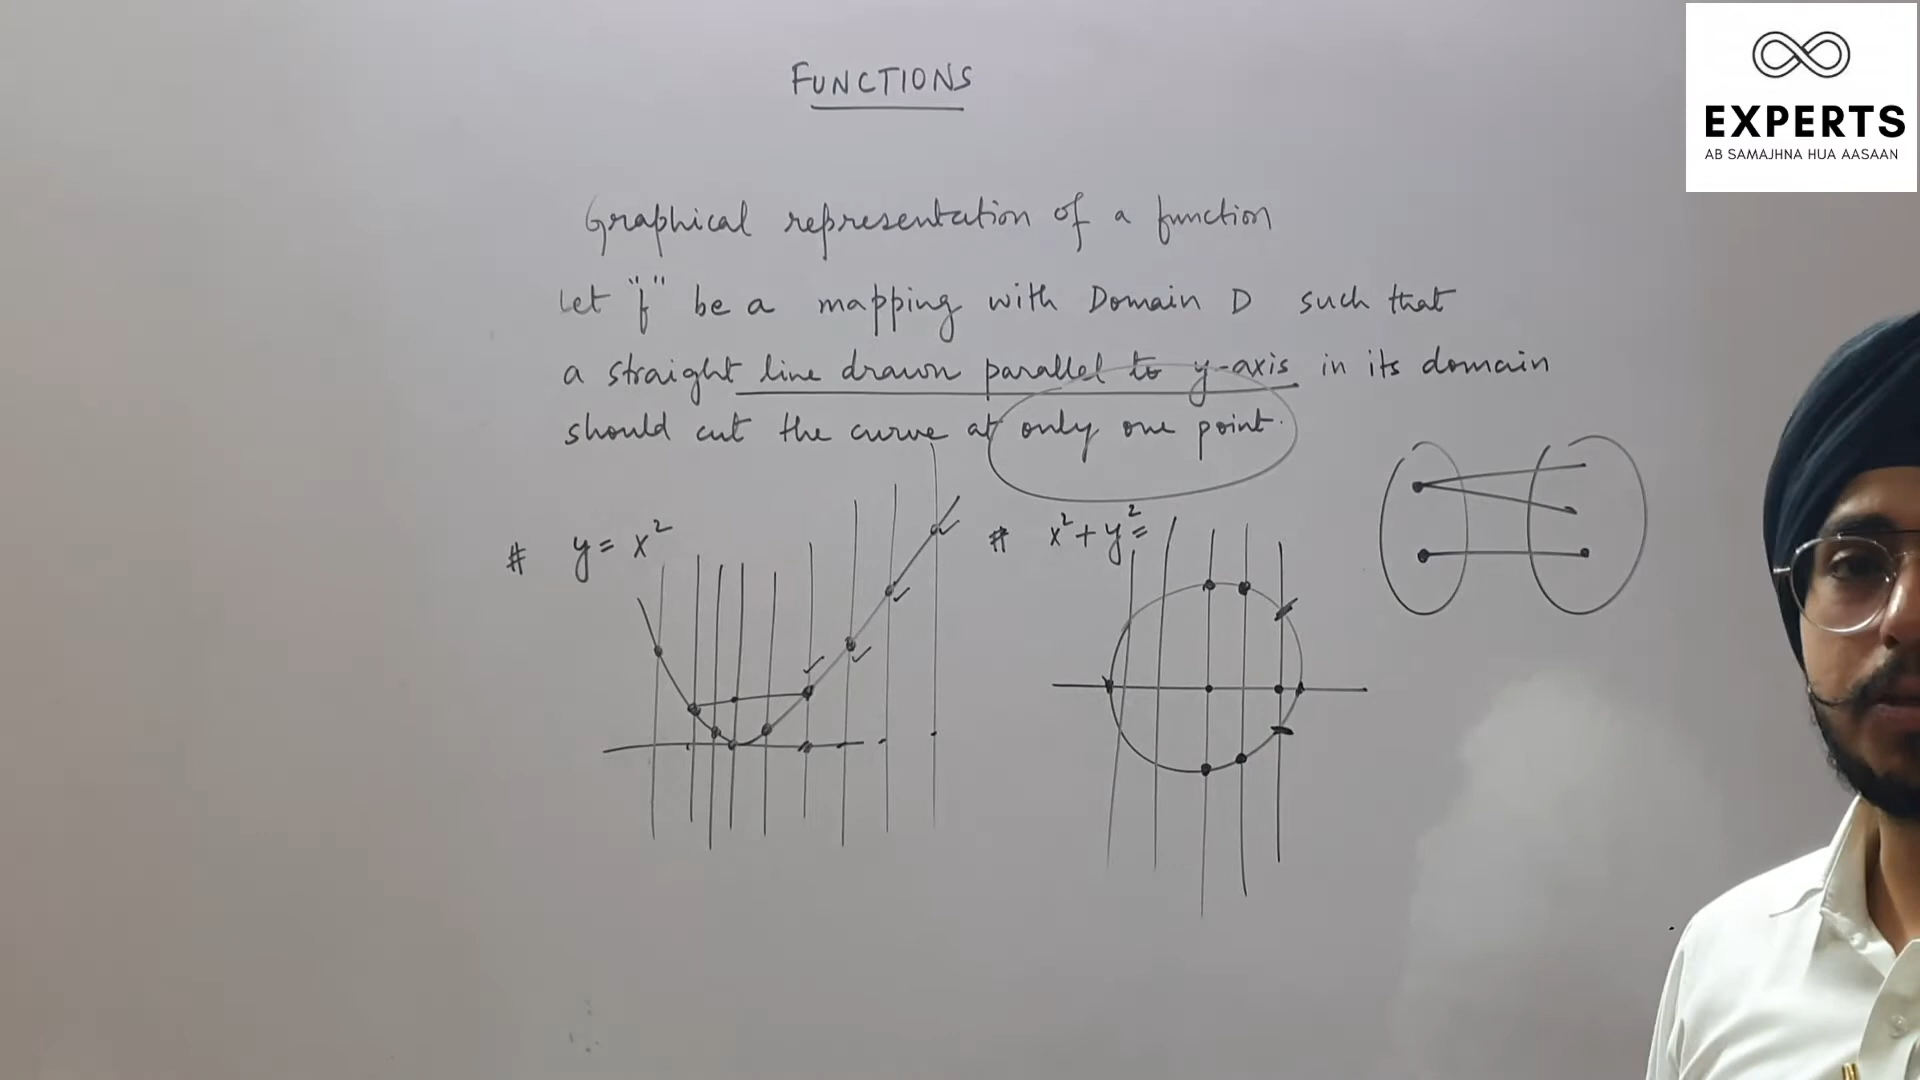 FUNCTIONS
EXPERTS
AB SAMAJHNA HUA AASAAN
Graphical representation of a function
Let "f" be a mapping with Domain D such that
a straight line drawn parallel to y-axis in its domain
should cut the curve at only one point.
# y = x²
# x² + y² =